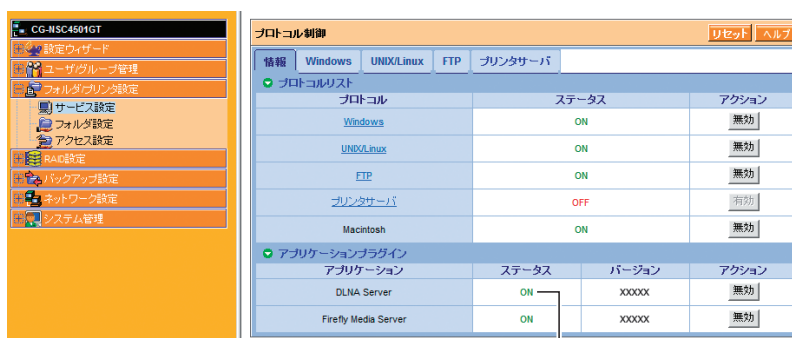 CG-NSC4501GT
設定ウィザード
ユーザ/グループ管理
フォルダ/プリンタ設定
サービス設定
フォルダ設定
アクセス設定
RAID設定
バックアップ設定
ネットワーク設定
システム管理
プロトコル制御 リセット ヘルプ
情報 Windows UNIX/Linux FTP プリンタサーバ
プロトコルリスト
プロトコル ステータス アクション
Windows ON 無効
UNIX/Linux ON 無効
FTP ON 無効
プリンタサーバ OFF 有効
Macintosh ON 無効
アプリケーションプラグイン
アプリケーション ステータス バージョン アクション
DLNA Server ON XXXXX 無効
Firefly Media Server ON XXXXX 無効